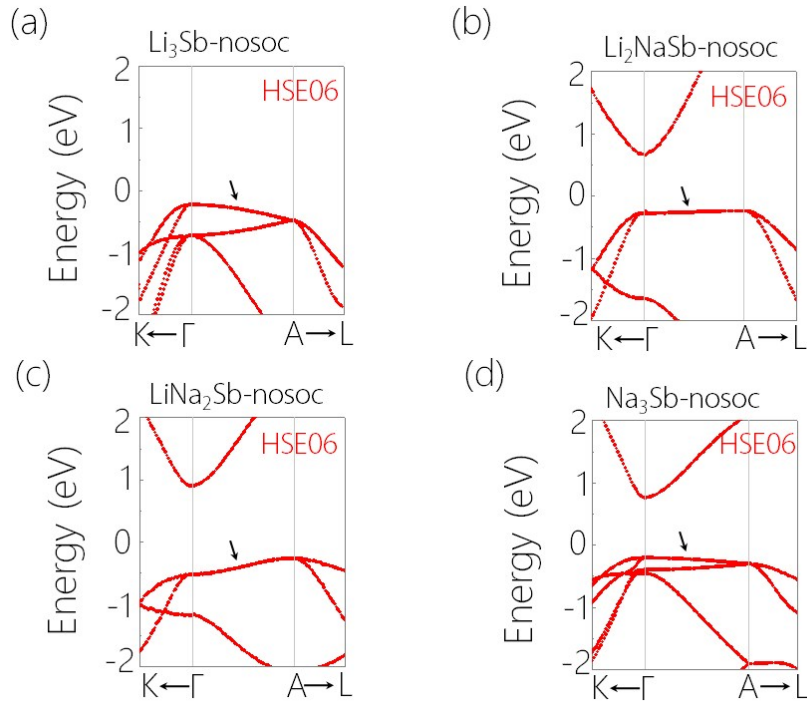 (a)
Li₃Sb-nosoc
HSE06
Energy (eV)
2
1
0
-1
-2
K←Γ A→L
(b)
Li₂NaSb-nosoc
HSE06
Energy (eV)
2
1
0
-1
-2
K←Γ A→L
(c)
LiNa₂Sb-nosoc
HSE06
Energy (eV)
2
1
0
-1
-2
K←Γ A→L
(d)
Na₃Sb-nosoc
HSE06
Energy (eV)
2
1
0
-1
-2
K←Γ A→L